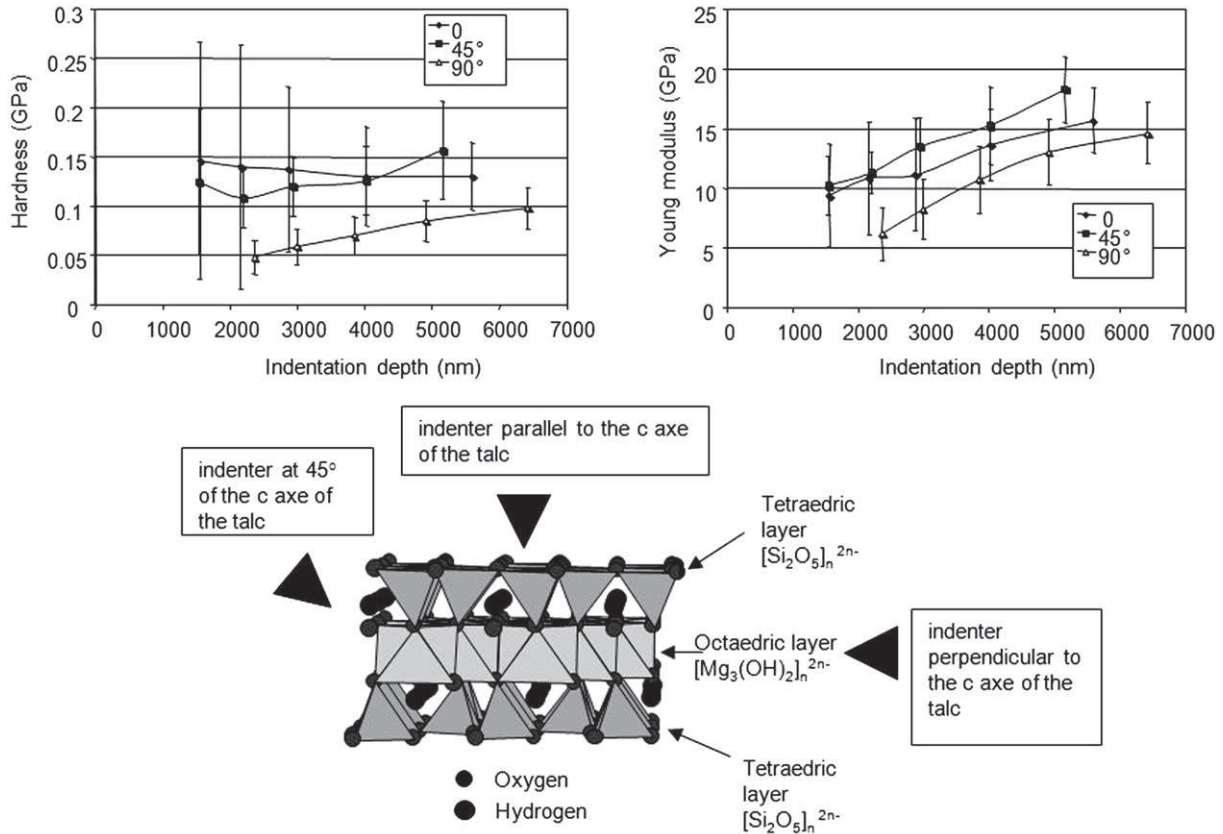 0.3
0.25
0.2
0.15
0.1
0.05
0
Hardness (GPa)
0
45°
90°
0 1000 2000 3000 4000 5000 6000 7000
Indentation depth (nm)
25
20
15
10
5
0
Young modulus (GPa)
0
45°
90°
0 1000 2000 3000 4000 5000 6000 7000
Indentation depth (nm)
indenter parallel to the c axe
of the talc
indenter at 45°
of the c axe of
the talc
Tetraedric
layer
[Si₂O₅]ₙ²ⁿ⁻
Octaedric layer
[Mg₃(OH)₂]ₙ²ⁿ⁻
indenter
perpendicular to
the c axe of the
talc
Tetraedric
layer
[Si₂O₅]ₙ²ⁿ⁻
Oxygen
Hydrogen